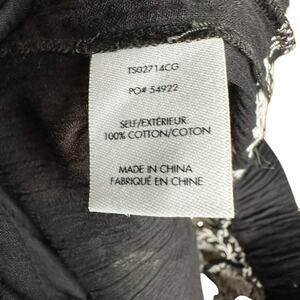 TS02714CG
PO# 54922
SELF/EXTÉRIEUR
100% COTTON/COTON
MADE IN CHINA
FABRIQUÉ EN CHINE